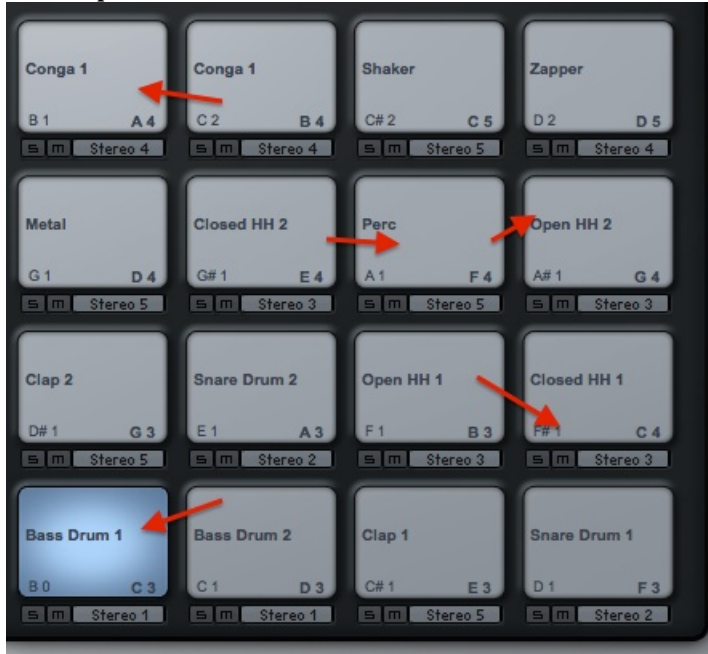 Conga 1 Conga 1 Shaker Zapper
B 1 A 4 C 2 B 4 C# 2 C 5 D 2 D 5
S m Stereo 4 S m Stereo 4 S m Stereo 5 S m Stereo 4
Metal Closed HH 2 Perc Open HH 2
G 1 D 4 G# 1 E 4 A 1 F 4 A# 1 G 4
S m Stereo 5 S m Stereo 3 S m Stereo 5 S m Stereo 3
Clap 2 Snare Drum 2 Open HH 1 Closed HH 1
D# 1 G 3 E 1 A 3 F 1 B 3 F# 1 C 4
S m Stereo 5 S m Stereo 2 S m Stereo 3 S m Stereo 3
Bass Drum 1 Bass Drum 2 Clap 1 Snare Drum 1
B 0 C 3 C 1 D 3 C# 1 E 3 D 1 F 3
S m Stereo 1 S m Stereo 1 S m Stereo 5 S m Stereo 2